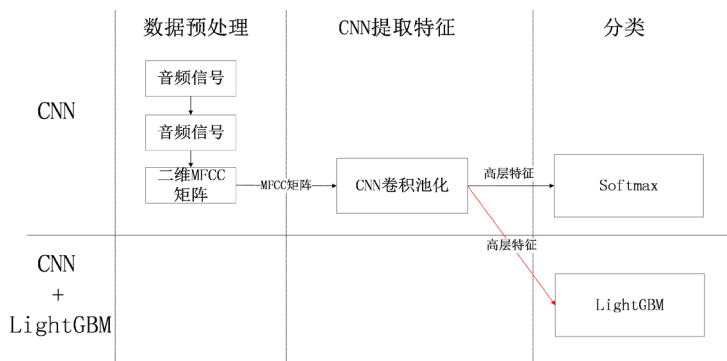 数据预处理
CNN提取特征
分类
CNN
音频信号
音频信号
二维MFCC
矩阵
MFCC矩阵
CNN卷积池化
高层特征
Softmax
高层特征
CNN
+
LightGBM
LightGBM